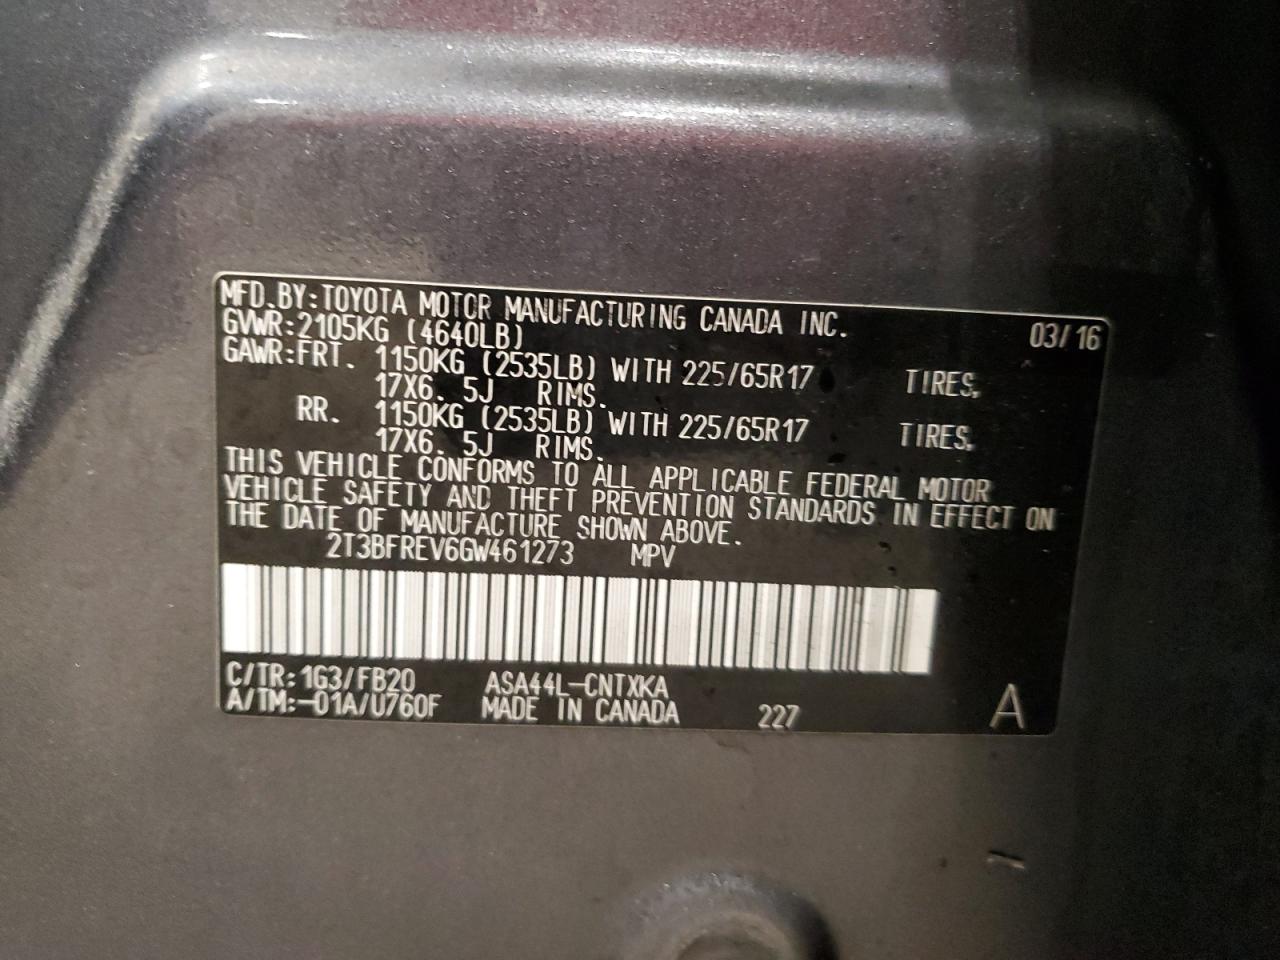 MFD.BY:TOYOTA MOTOR MANUFACTURING CANADA INC. 03/16
GVWR:2105KG (4640LB)
GAWR:FRT. 1150KG (2535LB) WITH 225/65R17 TIRES,
17X6. 5J RIMS.
RR. 1150KG (2535LB) WITH 225/65R17 TIRES,
17X6. 5J RIMS.
THIS VEHICLE CONFORMS TO ALL APPLICABLE FEDERAL MOTOR
VEHICLE SAFETY AND THEFT PREVENTION STANDARDS IN EFFECT ON
THE DATE OF MANUFACTURE SHOWN ABOVE.
2T3BFREV6GW461273 MPV
C/TR:1G3/FB20 ASA44L-CNTXKA
A/TM:-01A/U760F MADE IN CANADA 227 A